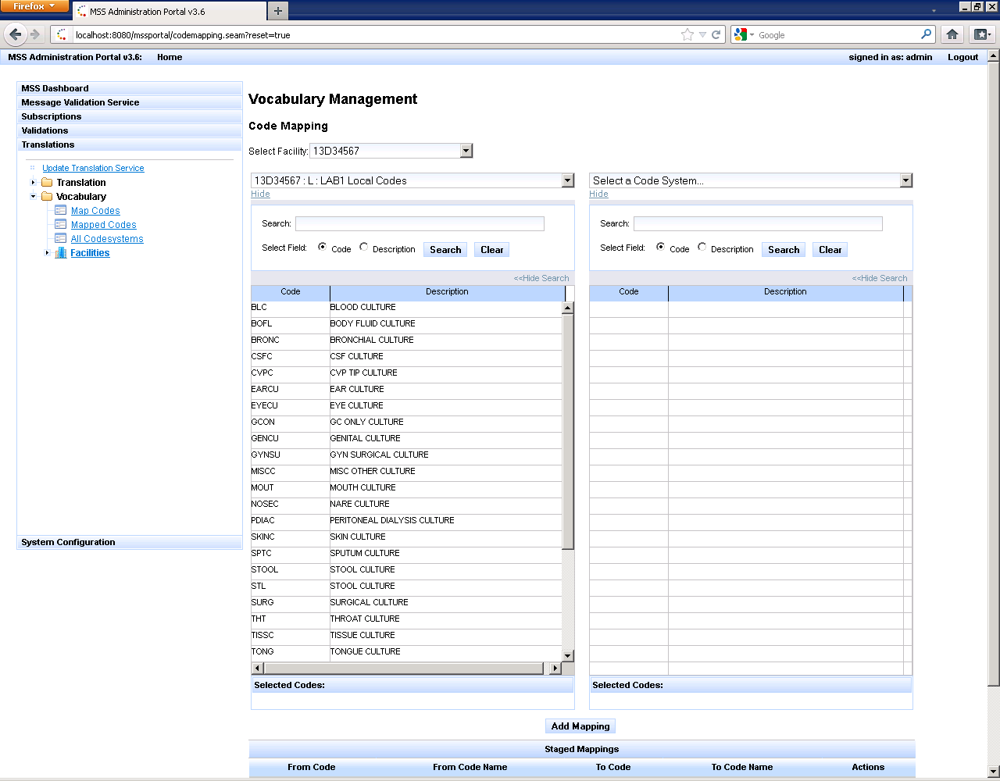 Firefox
MSS Administration Portal v3.6
localhost:8080/mssportal/codemapping.seam?reset=true
Google
MSS Administration Portal v3.6: Home signed in as: admin Logout
MSS Dashboard
Message Validation Service
Subscriptions
Validations
Translations
Update Translation Service
Translation
Vocabulary
Map Codes
Mapped Codes
All Codesystems
Facilities
System Configuration
Vocabulary Management
Code Mapping
Select Facility: 13D34567
13D34567 : L : LAB1 Local Codes
Hide
Search:
Select Field: Code Description Search Clear
<<Hide Search
Code Description
BLC BLOOD CULTURE
BOFL BODY FLUID CULTURE
BRONC BRONCHIAL CULTURE
CSFC CSF CULTURE
CVPC CVP TIP CULTURE
EARCU EAR CULTURE
EYECU EYE CULTURE
GCON GC ONLY CULTURE
GENCU GENITAL CULTURE
GYNSU GYN SURGICAL CULTURE
MISCC MISC OTHER CULTURE
MOUT MOUTH CULTURE
NOSEC NARE CULTURE
PDIAC PERITONEAL DIALYSIS CULTURE
SKINC SKIN CULTURE
SPTC SPUTUM CULTURE
STOOL STOOL CULTURE
STL STOOL CULTURE
SURG SURGICAL CULTURE
THT THROAT CULTURE
TISSC TISSUE CULTURE
TONG TONGUE CULTURE
Selected Codes:
Select a Code System...
Hide
Search:
Select Field: Code Description Search Clear
<<Hide Search
Code Description
Selected Codes:
Add Mapping
Staged Mappings
From Code From Code Name To Code To Code Name Actions